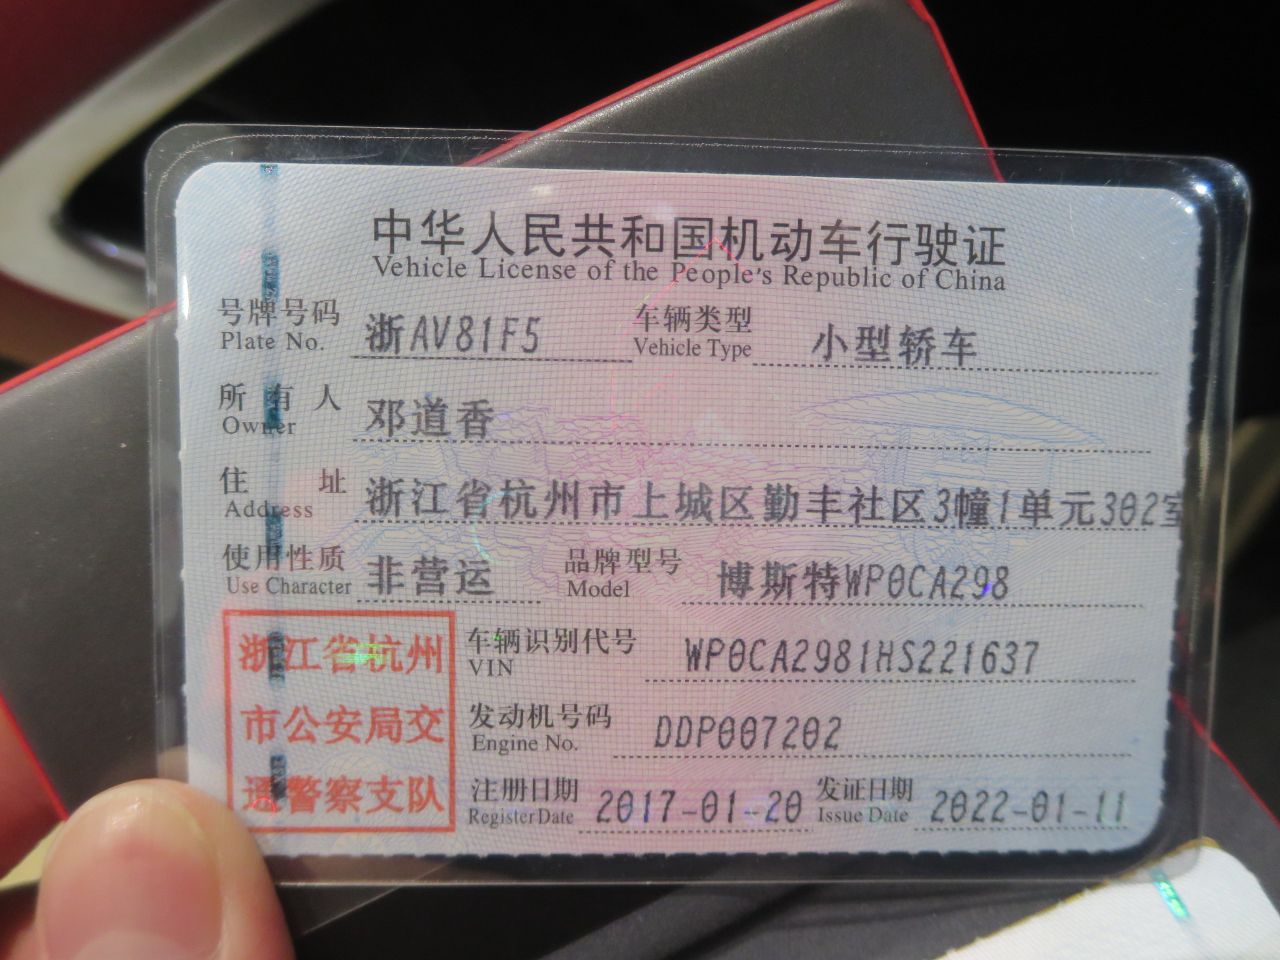 中华人民共和国机动车行驶证
Vehicle License of the People's Republic of China
号牌号码 浙AV81F5 车辆类型 小型轿车
Plate No. Vehicle Type
所有人 邓道香
Owner
住址 浙江省杭州市上城区勤丰社区3幢1单元302室
Address
使用性质 非营运 品牌型号 博斯特WP0CA298
Use Character Model
浙江省杭州
市公安局交
通警察支队
车辆识别代号 WP0CA2981HS221637
VIN
发动机号码 DDP007202
Engine No.
注册日期 2017-01-20 发证日期 2022-01-11
Register Date Issue Date